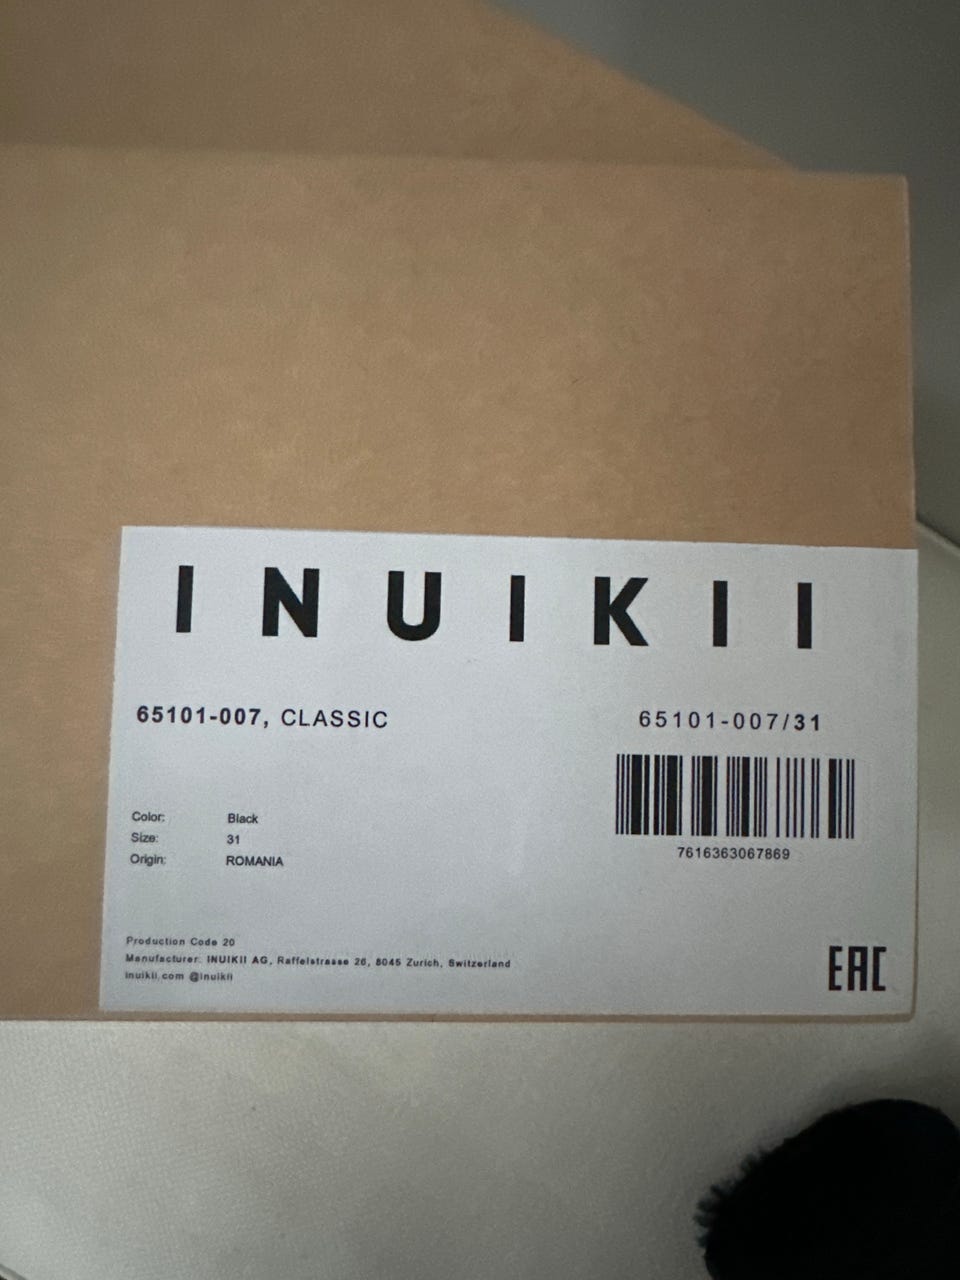 INUIKII
65101-007, CLASSIC
65101-007/31
Color: Black
Size: 31
Origin: ROMANIA
7616363067869
Production Code 20
Manufacturer: INUIKII AG, Raffelstrasse 26, 8045 Zurich, Switzerland
inuikii.com @inuikii
EAC